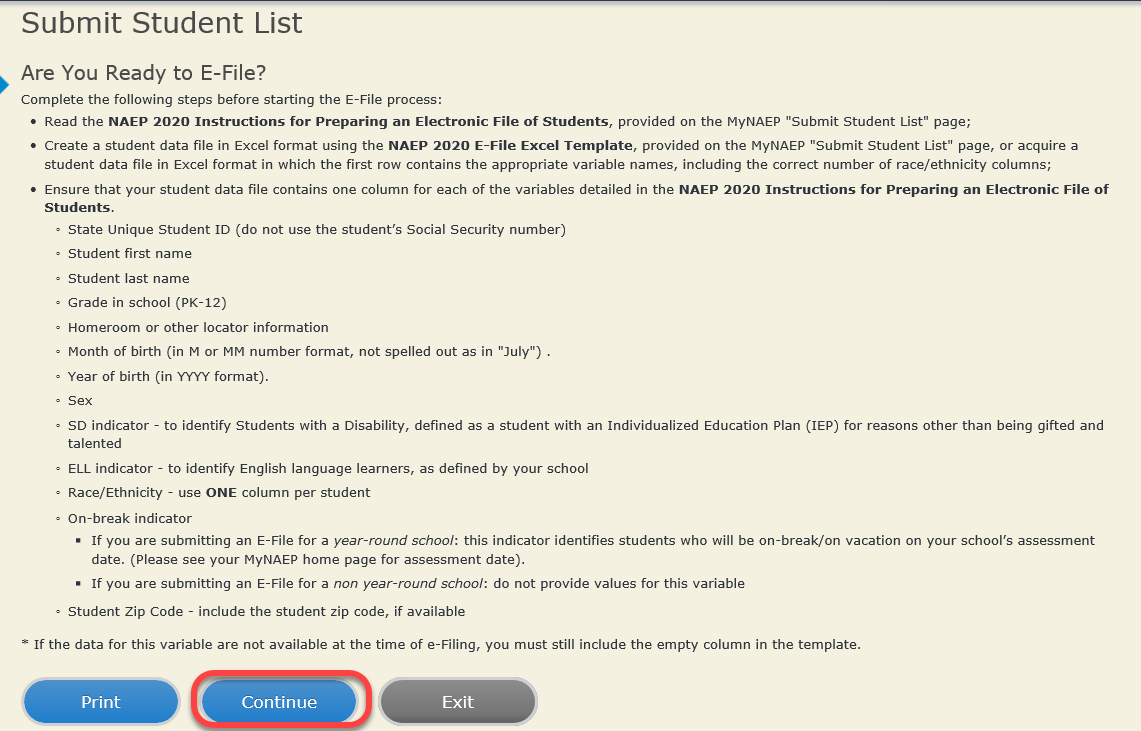 Submit Student List
Are You Ready to E-File?
Complete the following steps before starting the E-File process:
• Read the NAEP 2020 Instructions for Preparing an Electronic File of Students, provided on the MyNAEP "Submit Student List" page;
• Create a student data file in Excel format using the NAEP 2020 E-File Excel Template, provided on the MyNAEP "Submit Student List" page, or acquire a
student data file in Excel format in which the first row contains the appropriate variable names, including the correct number of race/ethnicity columns;
• Ensure that your student data file contains one column for each of the variables detailed in the NAEP 2020 Instructions for Preparing an Electronic File of
Students.
◦ State Unique Student ID (do not use the student’s Social Security number)
◦ Student first name
◦ Student last name
◦ Grade in school (PK-12)
◦ Homeroom or other locator information
◦ Month of birth (in M or MM number format, not spelled out as in "July") .
◦ Year of birth (in YYYY format).
◦ Sex
◦ SD indicator - to identify Students with a Disability, defined as a student with an Individualized Education Plan (IEP) for reasons other than being gifted and
talented
◦ ELL indicator - to identify English language learners, as defined by your school
◦ Race/Ethnicity - use ONE column per student
◦ On-break indicator
▪ If you are submitting an E-File for a year-round school: this indicator identifies students who will be on-break/on vacation on your school’s assessment
date. (Please see your MyNAEP home page for assessment date).
▪ If you are submitting an E-File for a non year-round school: do not provide values for this variable
◦ Student Zip Code - include the student zip code, if available
* If the data for this variable are not available at the time of e-Filing, you must still include the empty column in the template.
Print Continue Exit